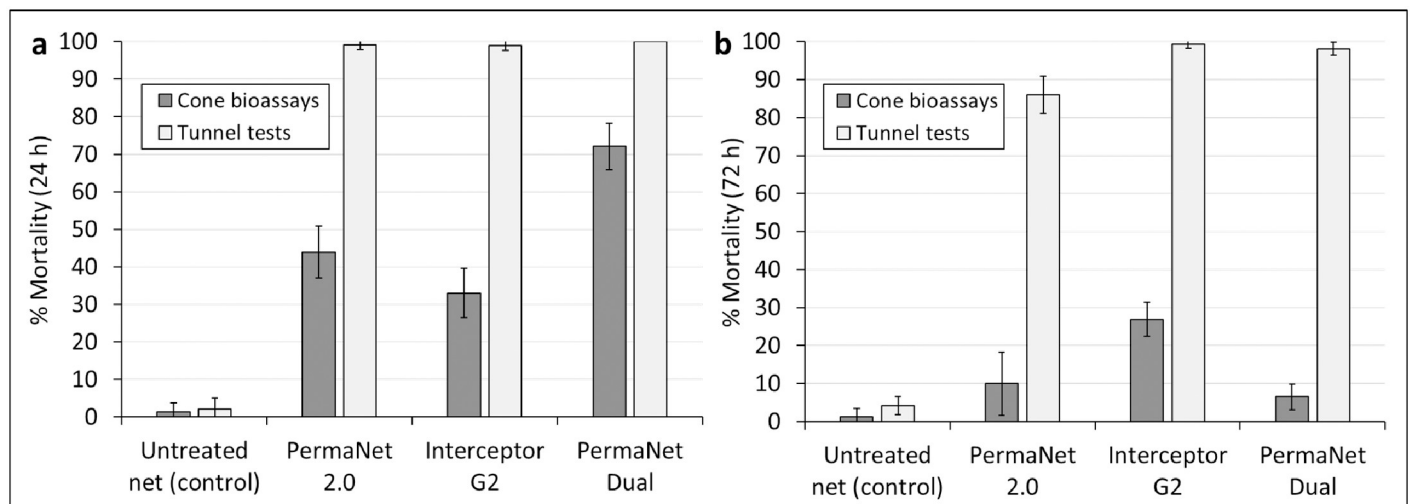 a
% Mortality (24 h)
100
90
80
70
60
50
40
30
20
10
0
Cone bioassays
Tunnel tests
Untreated
net (control)
PermaNet
2.0
Interceptor
G2
PermaNet
Dual
b
% Mortality (72 h)
100
90
80
70
60
50
40
30
20
10
0
Cone bioassays
Tunnel tests
Untreated
net (control)
PermaNet
2.0
Interceptor
G2
PermaNet
Dual